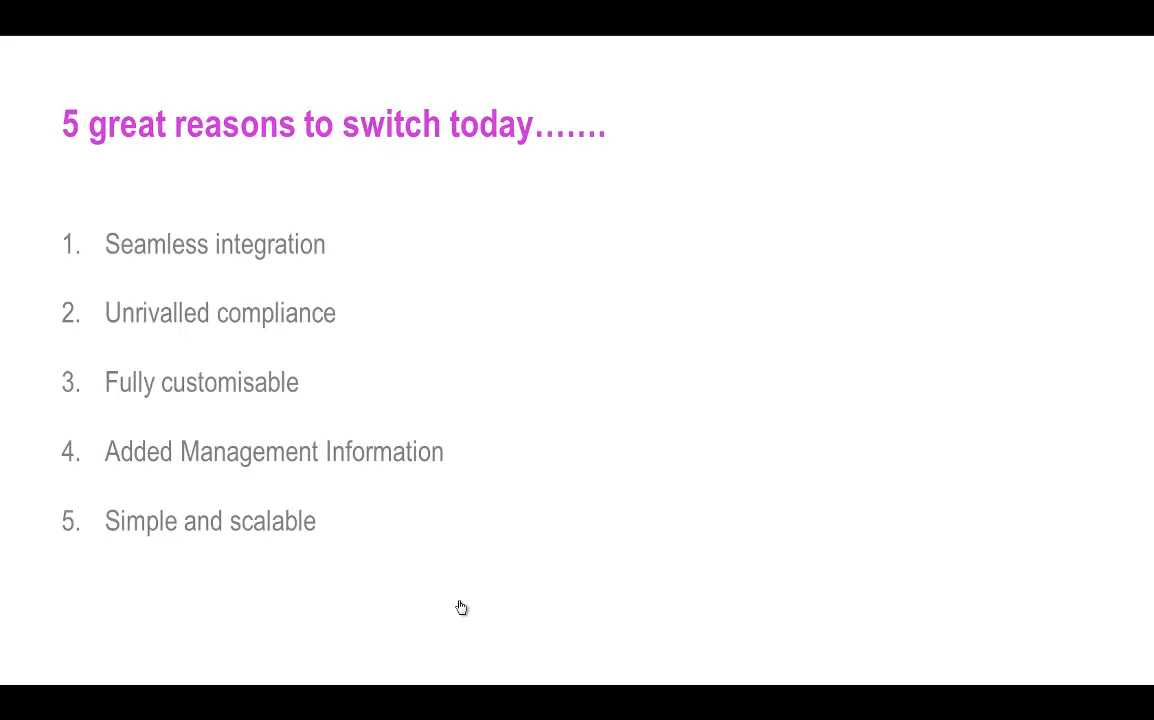 5 great reasons to switch today.......
1. Seamless integration
2. Unrivalled compliance
3. Fully customisable
4. Added Management Information
5. Simple and scalable